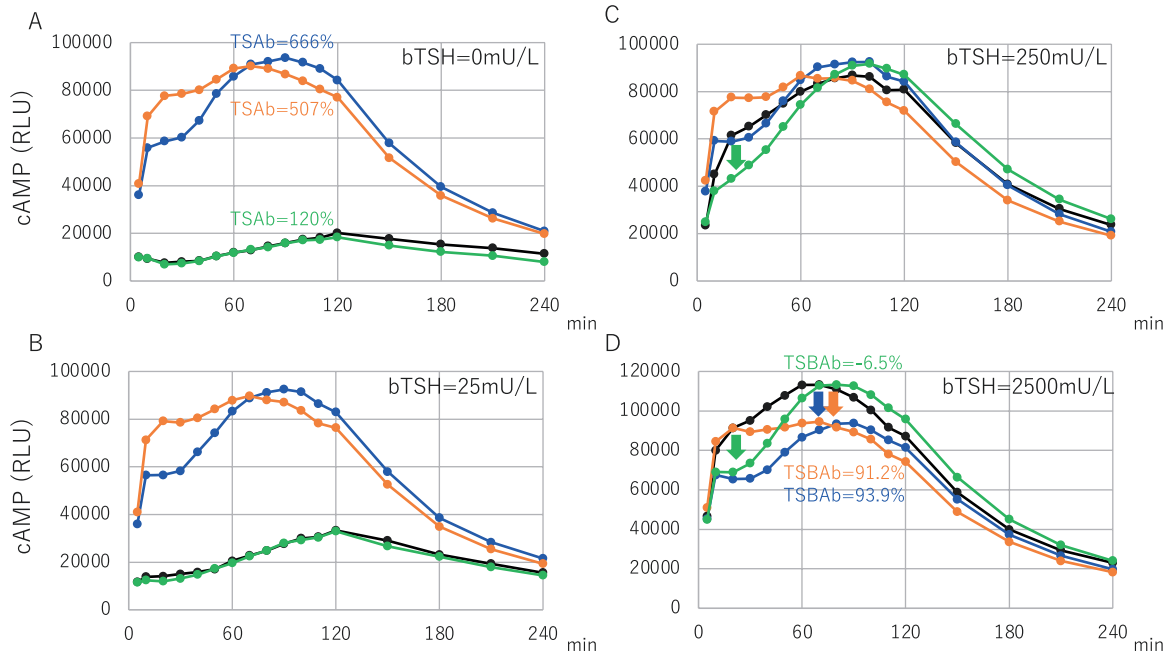 A
TSAb=666%
bTSH=0mU/L
100000
80000
60000
40000
20000
0
TSAb=507%
TSAb=120%
cAMP (RLU)
0 60 120 180 240
min
C
bTSH=250mU/L
100000
80000
60000
40000
20000
0
0 60 120 180 240
min
B
bTSH=25mU/L
100000
80000
60000
40000
20000
0
cAMP (RLU)
0 60 120 180 240
min
D
TSBAb=-6.5%
bTSH=2500mU/L
120000
100000
80000
60000
40000
20000
0
TSBAb=91.2%
TSBAb=93.9%
0 60 120 180 240
min